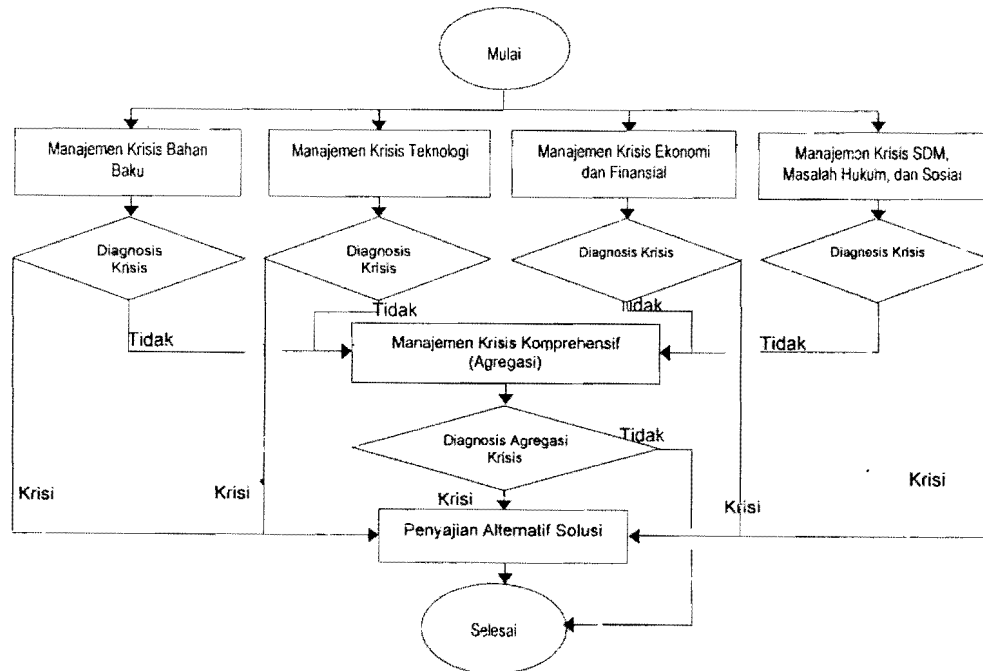 Mulai
Manajemen Krisis Bahan
Baku
Manajemen Krisis Teknologi
Manajemen Krisis Ekonomi
dan Finansial
Manajemen Krisis SDM,
Masalah Hukum, dan Sosial
Diagnosis
Krisis
Diagnosis
Krisis
Diagnosis Krisis
Diagnosis Krisis
Tidak
Tidak
Tidak
Tidak
Manajemen Krisis Komprehensif
(Agregasi)
Diagnosis Agregasi
Krisis
Tidak
Krisi
Krisi
Krisi
Krisi
Krisi
Penyajian Alternatif Solusi
Selesai